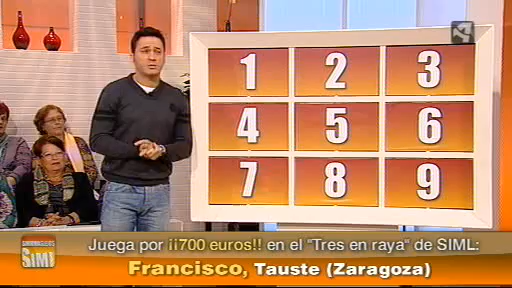 SIML
1 2 3
4 5 6
7 8 9
SIML
Juega por ¡¡700 euros!! en el "Tres en raya" de SIML:
Francisco, Tauste (Zaragoza)